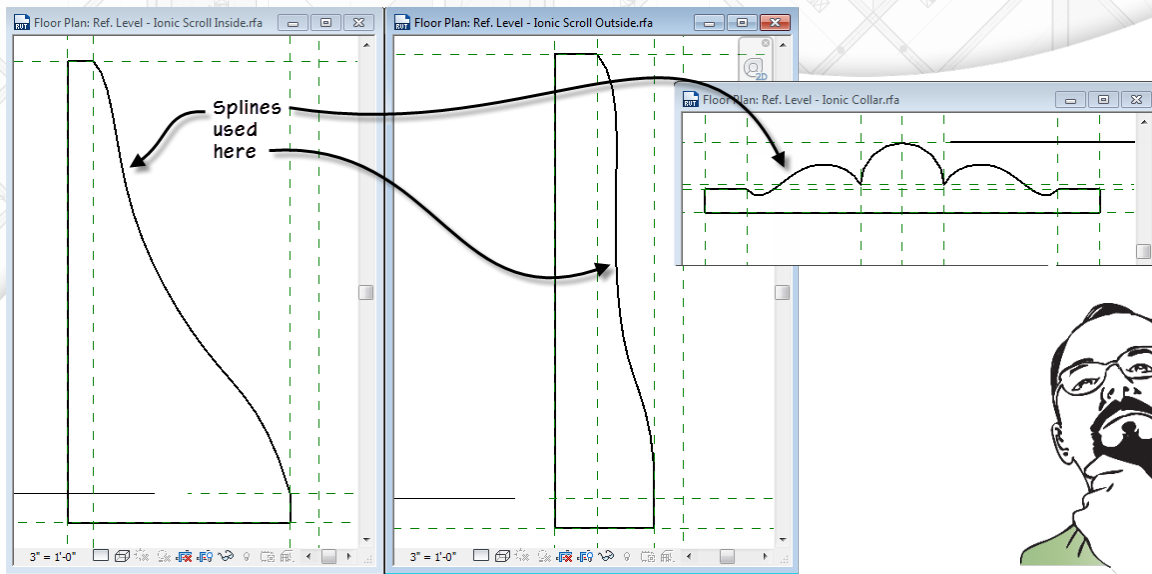 Floor Plan: Ref. Level - Ionic Scroll Inside.rfa
Floor Plan: Ref. Level - Ionic Scroll Outside.rfa
2D
Floor Plan: Ref. Level - Ionic Collar.rfa
Splines
used
here
3" = 1'-0"
3" = 1'-0"